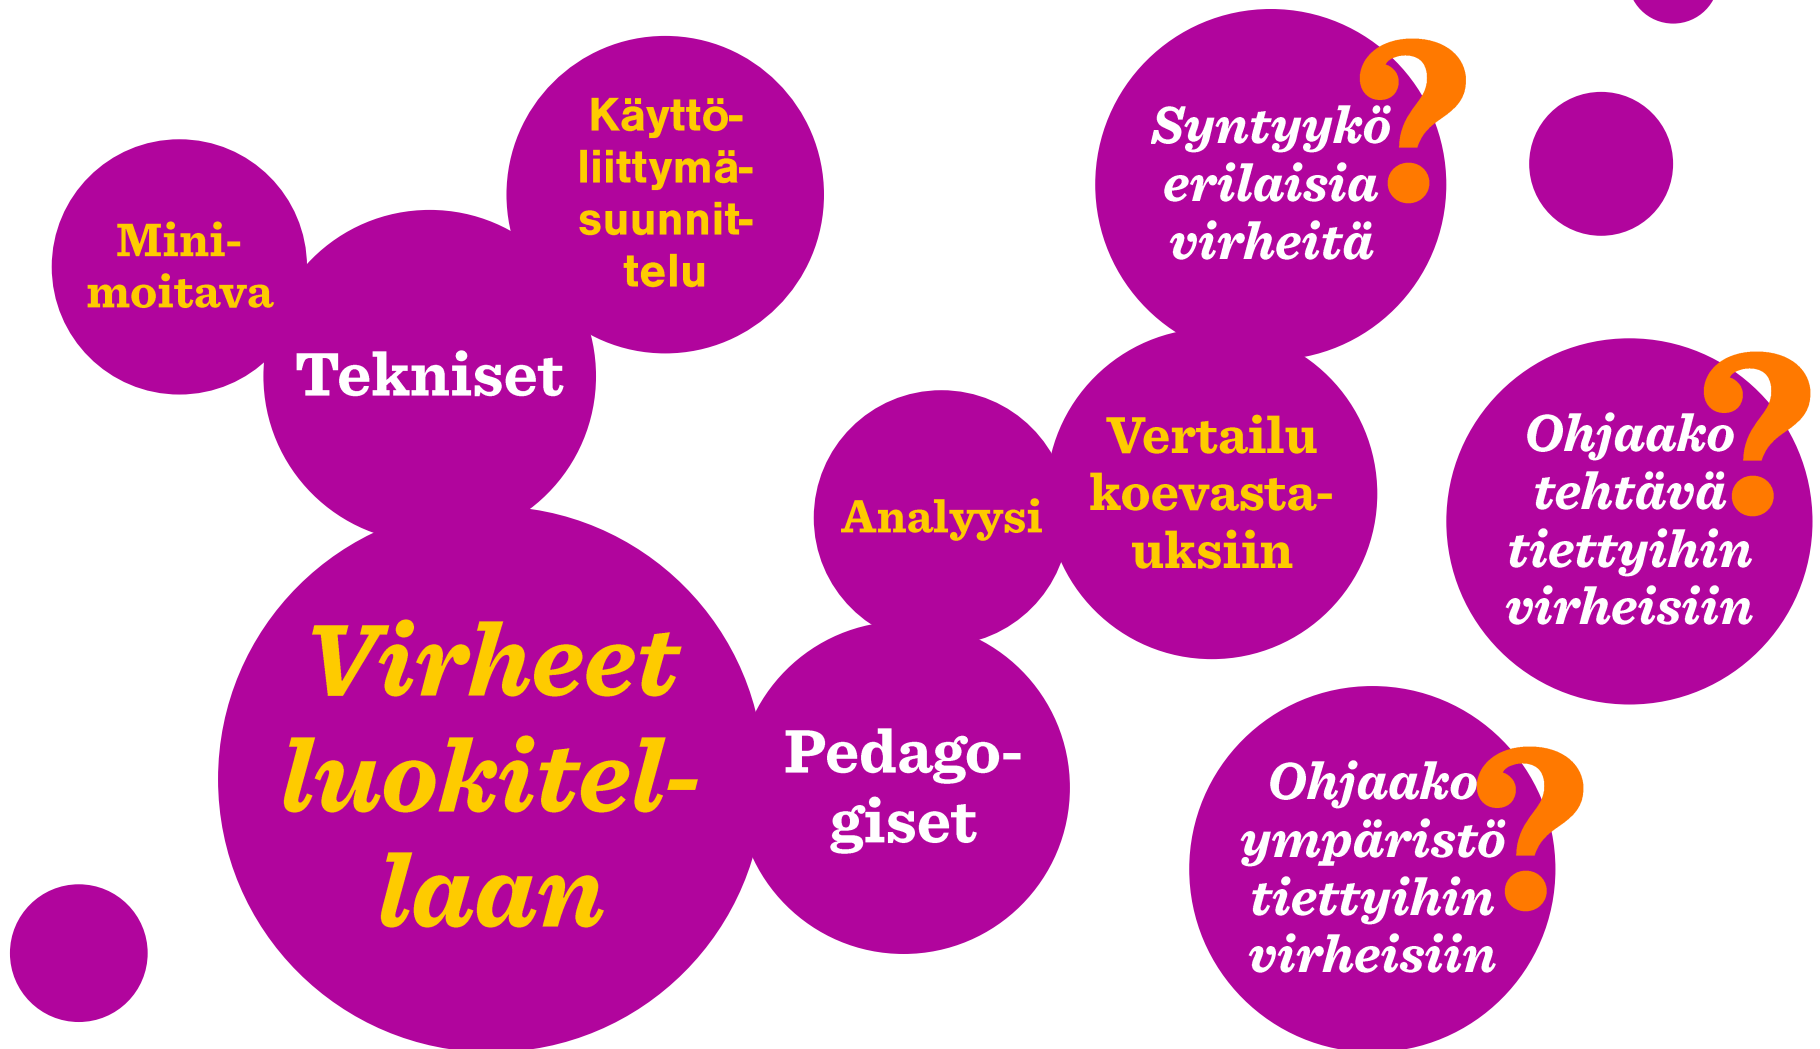 Mini-
moitava
Käyttö-
liittymä-
suunnit-
telu
Tekniset
Virheet
luokitel-
laan
Pedago-
giset
Analyysi
Vertailu
koevasta-
uksiin
Syntyykö
erilaisia
virheitä
?
Ohjaako
tehtävä
tiettyihin
virheisiin
?
Ohjaako
ympäristö
tiettyihin
virheisiin
?